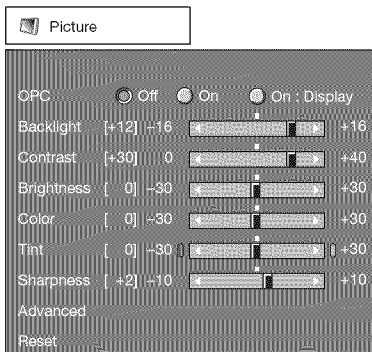 Picture
OPC Off On On : Display
Backlight [+12] –16 +16
Contrast [+30] 0 +40
Brightness [ 0] –30 +30
Color [ 0] –30 +30
Tint [ 0] –30 +30
Sharpness [ +2] –10 +10
Advanced
Reset